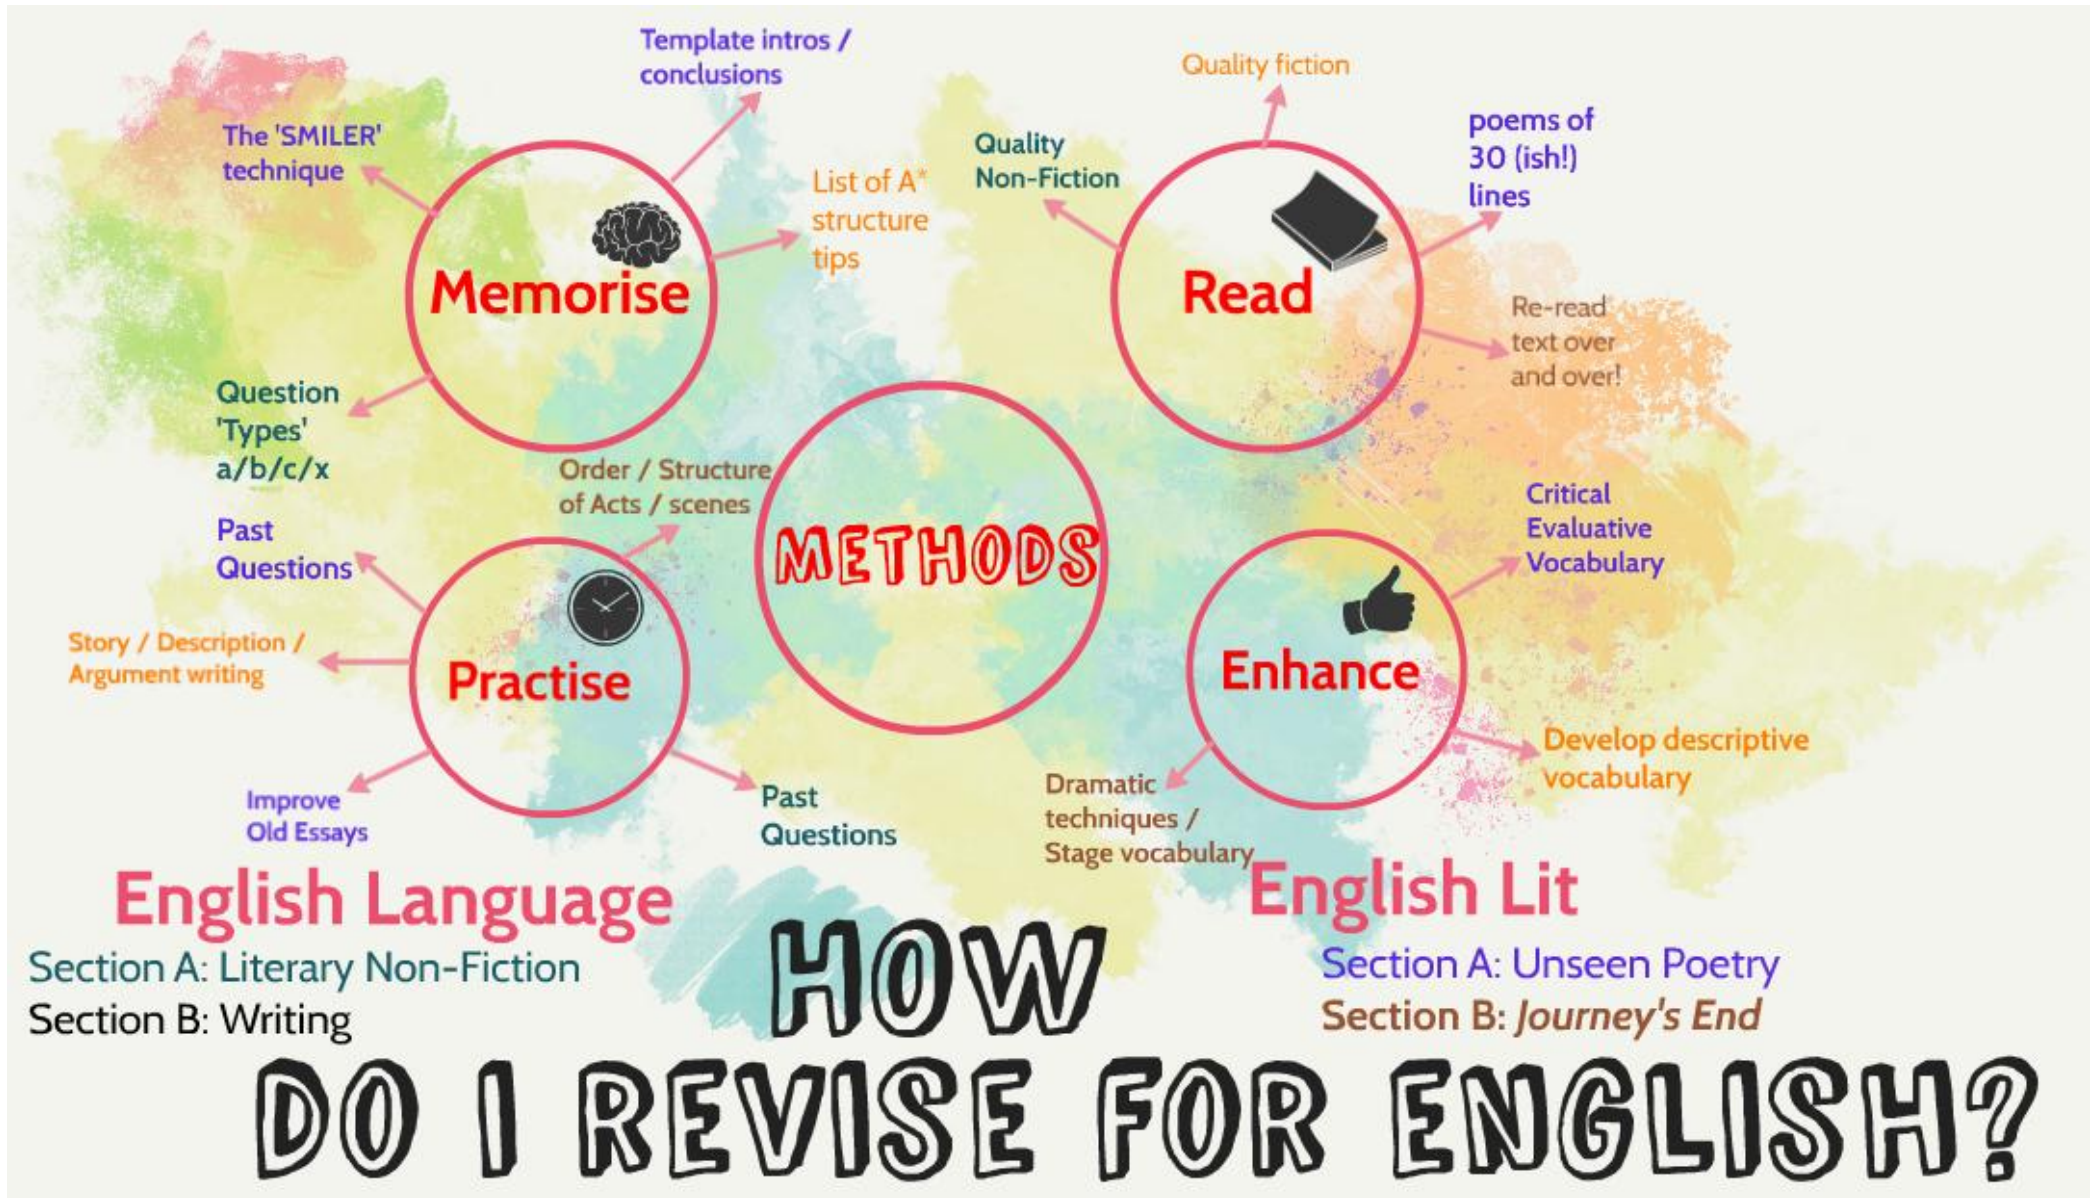 Template intros /
conclusions
The 'SMILER'
technique
List of A*
structure
tips
Memorise
Question
'Types'
a/b/c/x
Quality fiction
Quality
Non-Fiction
poems of
30 (ish!)
lines
Read
Re-read
text over
and over!
METHODS
Order / Structure
of Acts / scenes
Past
Questions
Story / Description /
Argument writing
Practise
Improve
Old Essays
Past
Questions
Critical
Evaluative
Vocabulary
Enhance
Develop descriptive
vocabulary
Dramatic
techniques /
Stage vocabulary
English Language
Section A: Literary Non-Fiction
Section B: Writing
English Lit
Section A: Unseen Poetry
Section B: Journey's End
HOW
DO I REVISE FOR ENGLISH?